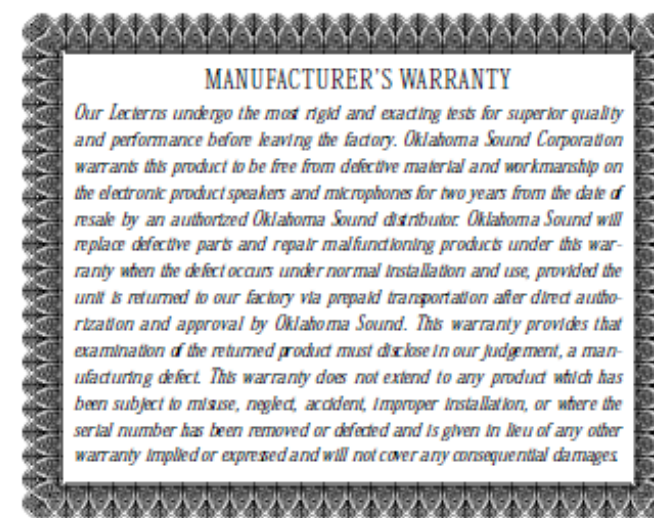 MANUFACTURER'S WARRANTY
Our Lecterns undergo the most rigid and exacting tests for superior quality
and performance before leaving the factory. Oklahoma Sound Corporation
warrants this product to be free from defective material and workmanship on
the electronic product speakers and microphones for two years from the date of
resale by an authorized Oklahoma Sound distributor. Oklahoma Sound will
replace defective parts and repair malfunctioning products under this war-
ranty when the defect occurs under normal installation and use, provided the
unit is returned to our factory via prepaid transportation after direct autho-
rization and approval by Oklahoma Sound. This warranty provides that
examination of the returned product must disclose in our judgement, a man-
ufacturing defect. This warranty does not extend to any product which has
been subject to misuse, neglect, accident, improper installation, or where the
serial number has been removed or defected and is given in lieu of any other
warranty implied or expressed and will not cover any consequential damages.